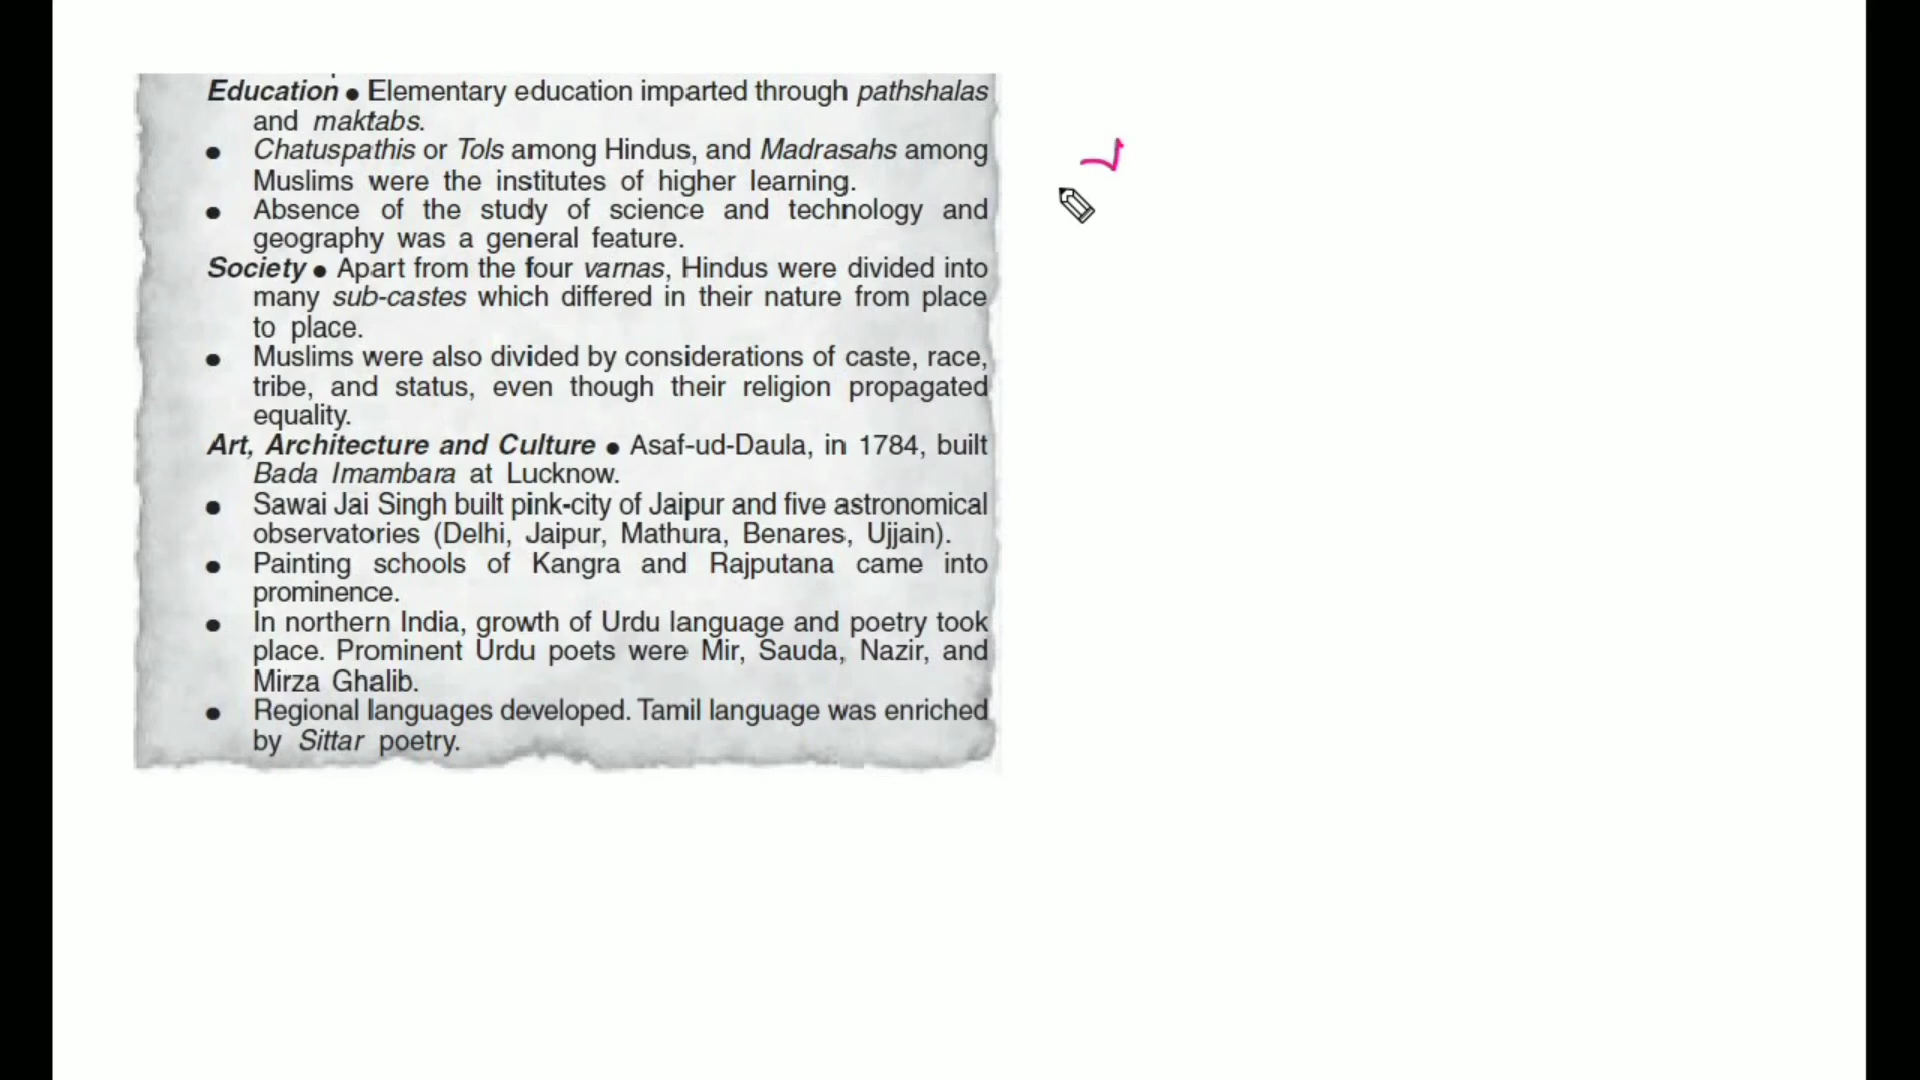 Education • Elementary education imparted through pathshalas
and maktabs.
• Chatuspathis or Tols among Hindus, and Madrasahs among
Muslims were the institutes of higher learning.
• Absence of the study of science and technology and
geography was a general feature.
Society • Apart from the four varnas, Hindus were divided into
many sub-castes which differed in their nature from place
to place.
• Muslims were also divided by considerations of caste, race,
tribe, and status, even though their religion propagated
equality.
Art, Architecture and Culture • Asaf-ud-Daula, in 1784, built
Bada Imambara at Lucknow.
• Sawai Jai Singh built pink-city of Jaipur and five astronomical
observatories (Delhi, Jaipur, Mathura, Benares, Ujjain).
• Painting schools of Kangra and Rajputana came into
prominence.
• In northern India, growth of Urdu language and poetry took
place. Prominent Urdu poets were Mir, Sauda, Nazir, and
Mirza Ghalib.
• Regional languages developed. Tamil language was enriched
by Sittar poetry.